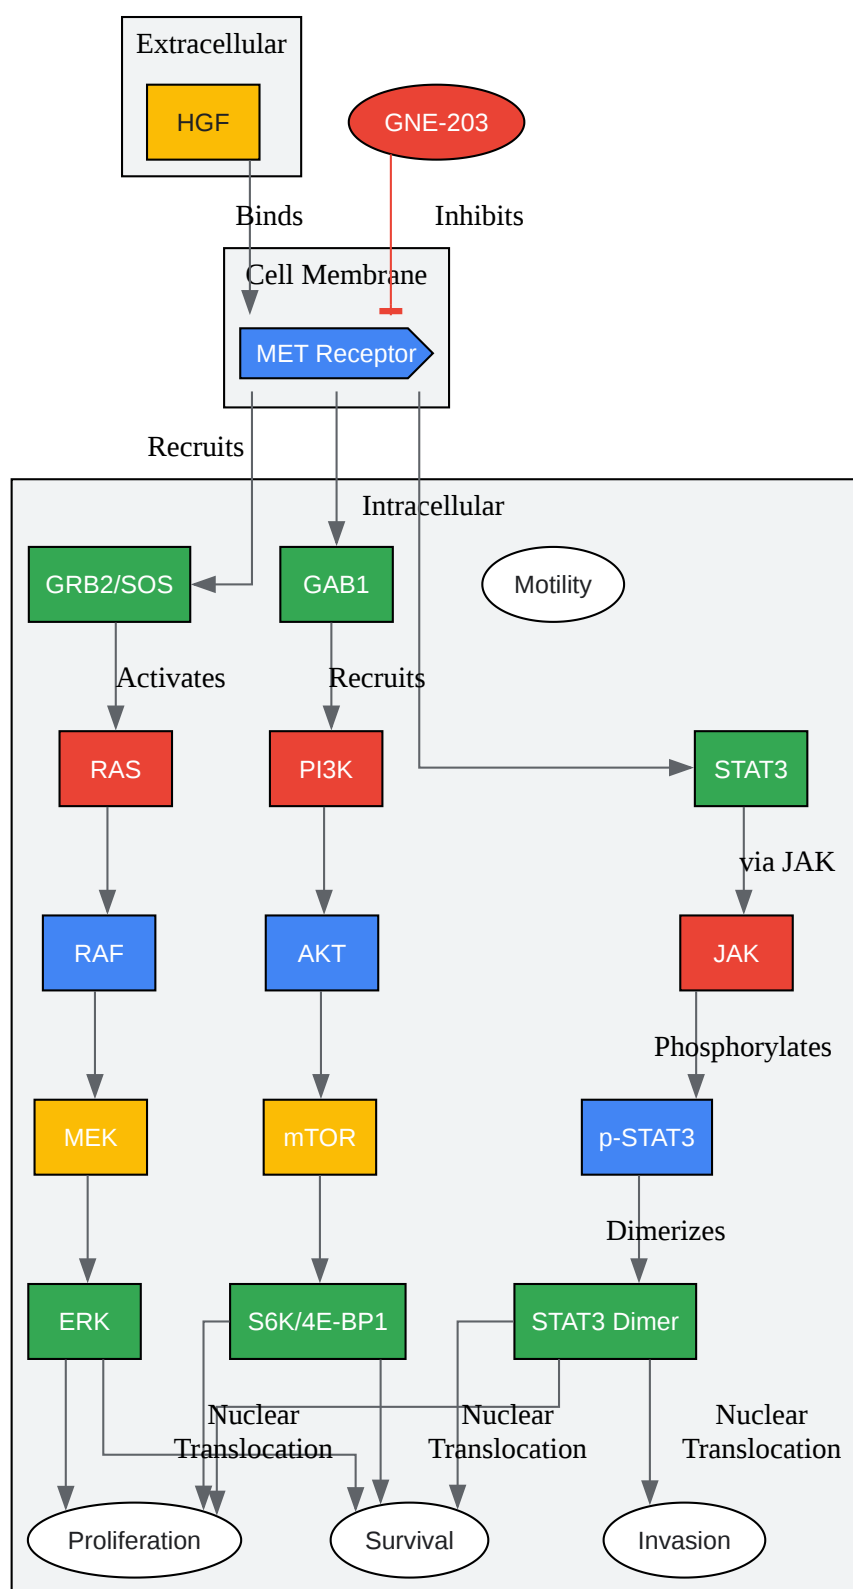 Extracellular
HGF
GNE-203
Binds
Inhibits
Cell Membrane
MET Receptor
Recruits
Intracellular
GRB2/SOS
GAB1
Motility
Activates
Recruits
RAS
PI3K
STAT3
via JAK
RAF
AKT
JAK
Phosphorylates
MEK
mTOR
p-STAT3
Dimerizes
ERK
S6K/4E-BP1
STAT3 Dimer
Nuclear
Translocation
Nuclear
Translocation
Nuclear
Translocation
Proliferation
Survival
Invasion